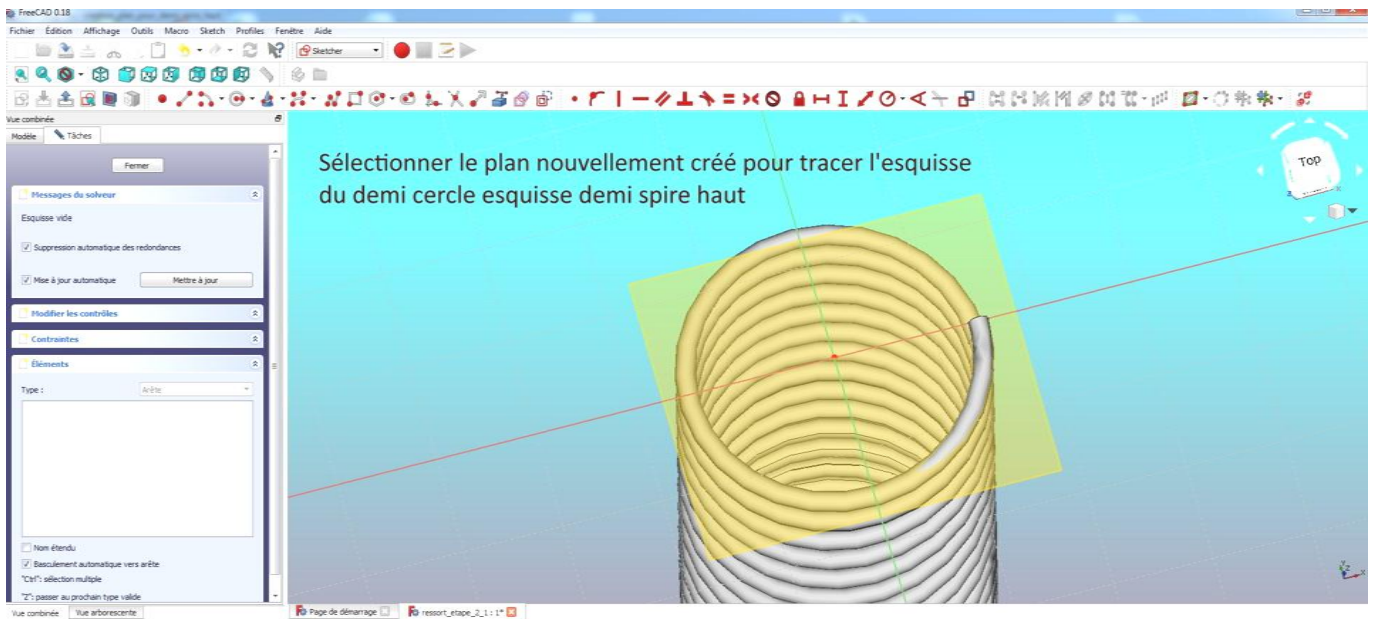 FreeCAD 0.18
Fichier Édition Affichage Outils Macro Sketch Profiles Fenêtre Aide
Sketcher
Vue combinée
Modèle Tâches
Fermer
Messages du solveur
Esquisse vide
Suppression automatique des redondances
Mise à jour automatique Mettre à jour
Modifier les contrôles
Contraintes
Éléments
Type : Arête
Nom étendu
Basculement automatique vers arête
"Ctrl": sélection multiple
"Z": passer au prochain type valide
Vue combinée Vue arborescente
Sélectionner le plan nouvellement créé pour tracer l'esquisse
du demi cercle esquisse demi spire haut
Top
z x
z x
Page de démarrage ressort_etape_2_1 : 1*